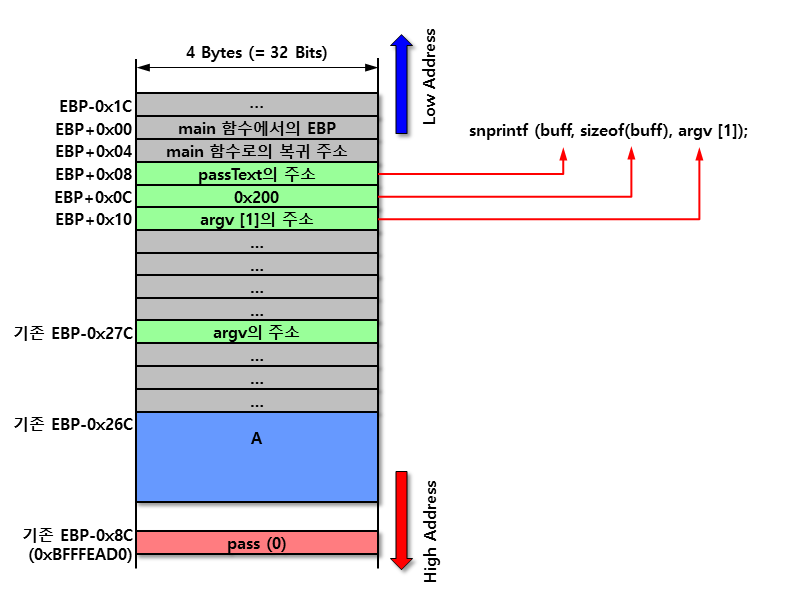 4 Bytes (= 32 Bits)
Low Address
EBP-0x1C
...
EBP+0x00
main 함수에서의 EBP
EBP+0x04
main 함수로의 복귀 주소
EBP+0x08
passText의 주소
EBP+0x0C
0x200
EBP+0x10
argv [1]의 주소
snprintf (buff, sizeof(buff), argv [1]);
...
...
...
...
기존 EBP-0x27C
argv의 주소
...
...
...
기존 EBP-0x26C
A
기존 EBP-0x8C
(0xBFFFEAD0)
pass (0)
High Address